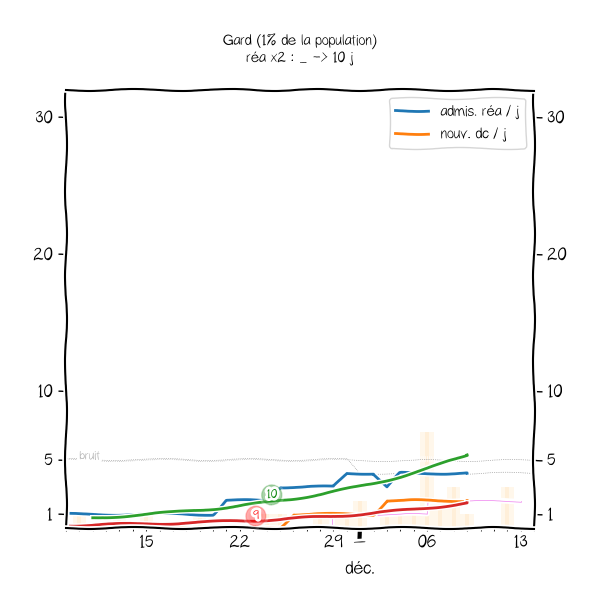 Gard (1% de la population)
réa x2 : _ -> 10 j
admis. réa / j
nouv. dc / j
30
30
20
20
10
10
5
bruit
5
10
9
1
1
15
22
29
06
13
déc.